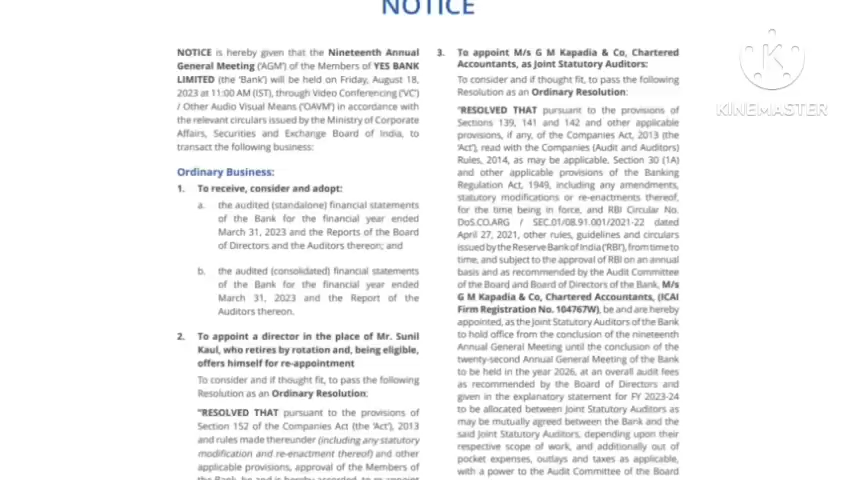 NOTICE
NOTICE is hereby given that the Nineteenth Annual
General Meeting ('AGM') of the Members of YES BANK
LIMITED (the 'Bank') will be held on Friday, August 18,
2023 at 11:00 AM (IST), through Video Conferencing ('VC')
/ Other Audio Visual Means ('OAVM') in accordance with
the relevant circulars issued by the Ministry of Corporate
Affairs, Securities and Exchange Board of India, to
transact the following business:
Ordinary Business:
1. To receive, consider and adopt:
a. the audited (standalone) financial statements
of the Bank for the financial year ended
March 31, 2023 and the Reports of the Board
of Directors and the Auditors thereon; and
b. the audited (consolidated) financial statements
of the Bank for the financial year ended
March 31, 2023 and the Report of the
Auditors thereon.
2. To appoint a director in the place of Mr. Sunil
Kaul, who retires by rotation and, being eligible,
offers himself for re-appointment
To consider and if thought fit, to pass the following
Resolution as an Ordinary Resolution:
"RESOLVED THAT pursuant to the provisions of
Section 152 of the Companies Act (the 'Act'), 2013
and rules made thereunder (including any statutory
modification and re-enactment thereof) and other
applicable provisions, approval of the Members of
the Bank, be and is hereby accorded, to re-appoint
3. To appoint M/s G M Kapadia & Co, Chartered
Accountants, as Joint Statutory Auditors:
To consider and if thought fit, to pass the following
Resolution as an Ordinary Resolution:
"RESOLVED THAT pursuant to the provisions of
Sections 139, 141 and 142 and other applicable
provisions, if any, of the Companies Act, 2013 (the
'Act'), read with the Companies (Audit and Auditors)
Rules, 2014, as may be applicable, Section 30 (1A)
and other applicable provisions of the Banking
Regulation Act, 1949, including any amendments,
statutory modifications or re-enactments thereof,
for the time being in force, and RBI Circular No.
DoS.CO.ARG / SEC.01/08.91.001/2021-22 dated
April 27, 2021, other rules, guidelines and circulars
issued by the Reserve Bank of India ('RBI'), from time to
time, and subject to the approval of RBI on an annual
basis and as recommended by the Audit Committee
of the Board and Board of Directors of the Bank, M/s
G M Kapadia & Co, Chartered Accountants, (ICAI
Firm Registration No. 104767W), be and are hereby
appointed, as the Joint Statutory Auditors of the Bank
to hold office from the conclusion of the nineteenth
Annual General Meeting until the conclusion of the
twenty-second Annual General Meeting of the Bank
to be held in the year 2026, at an overall audit fees
as recommended by the Board of Directors and
given in the explanatory statement for FY 2023-24
to be allocated between Joint Statutory Auditors as
may be mutually agreed between the Bank and the
said Joint Statutory Auditors, depending upon their
respective scope of work, and additionally out of
pocket expenses, outlays and taxes as applicable,
with a power to the Audit Committee of the Board
KINEMASTER